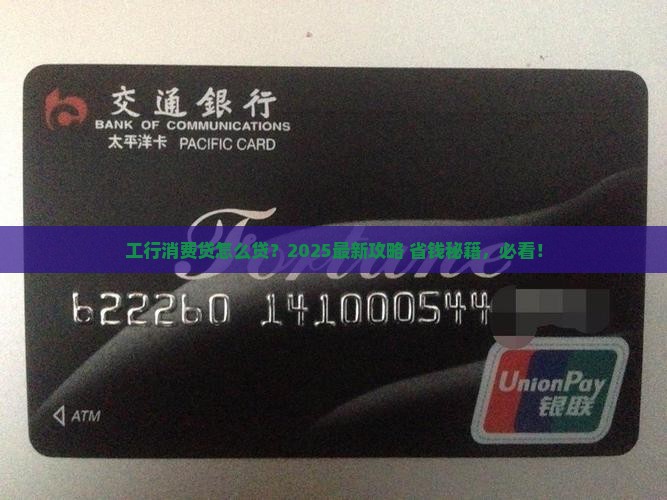 交通銀行
BANK OF COMMUNICATIONS
太平洋卡 PACIFIC CARD
Fortune
工行消费贷怎么贷？2025最新攻略 省钱秘籍，必看！
622260 141000544
UnionPay
银联
ATM